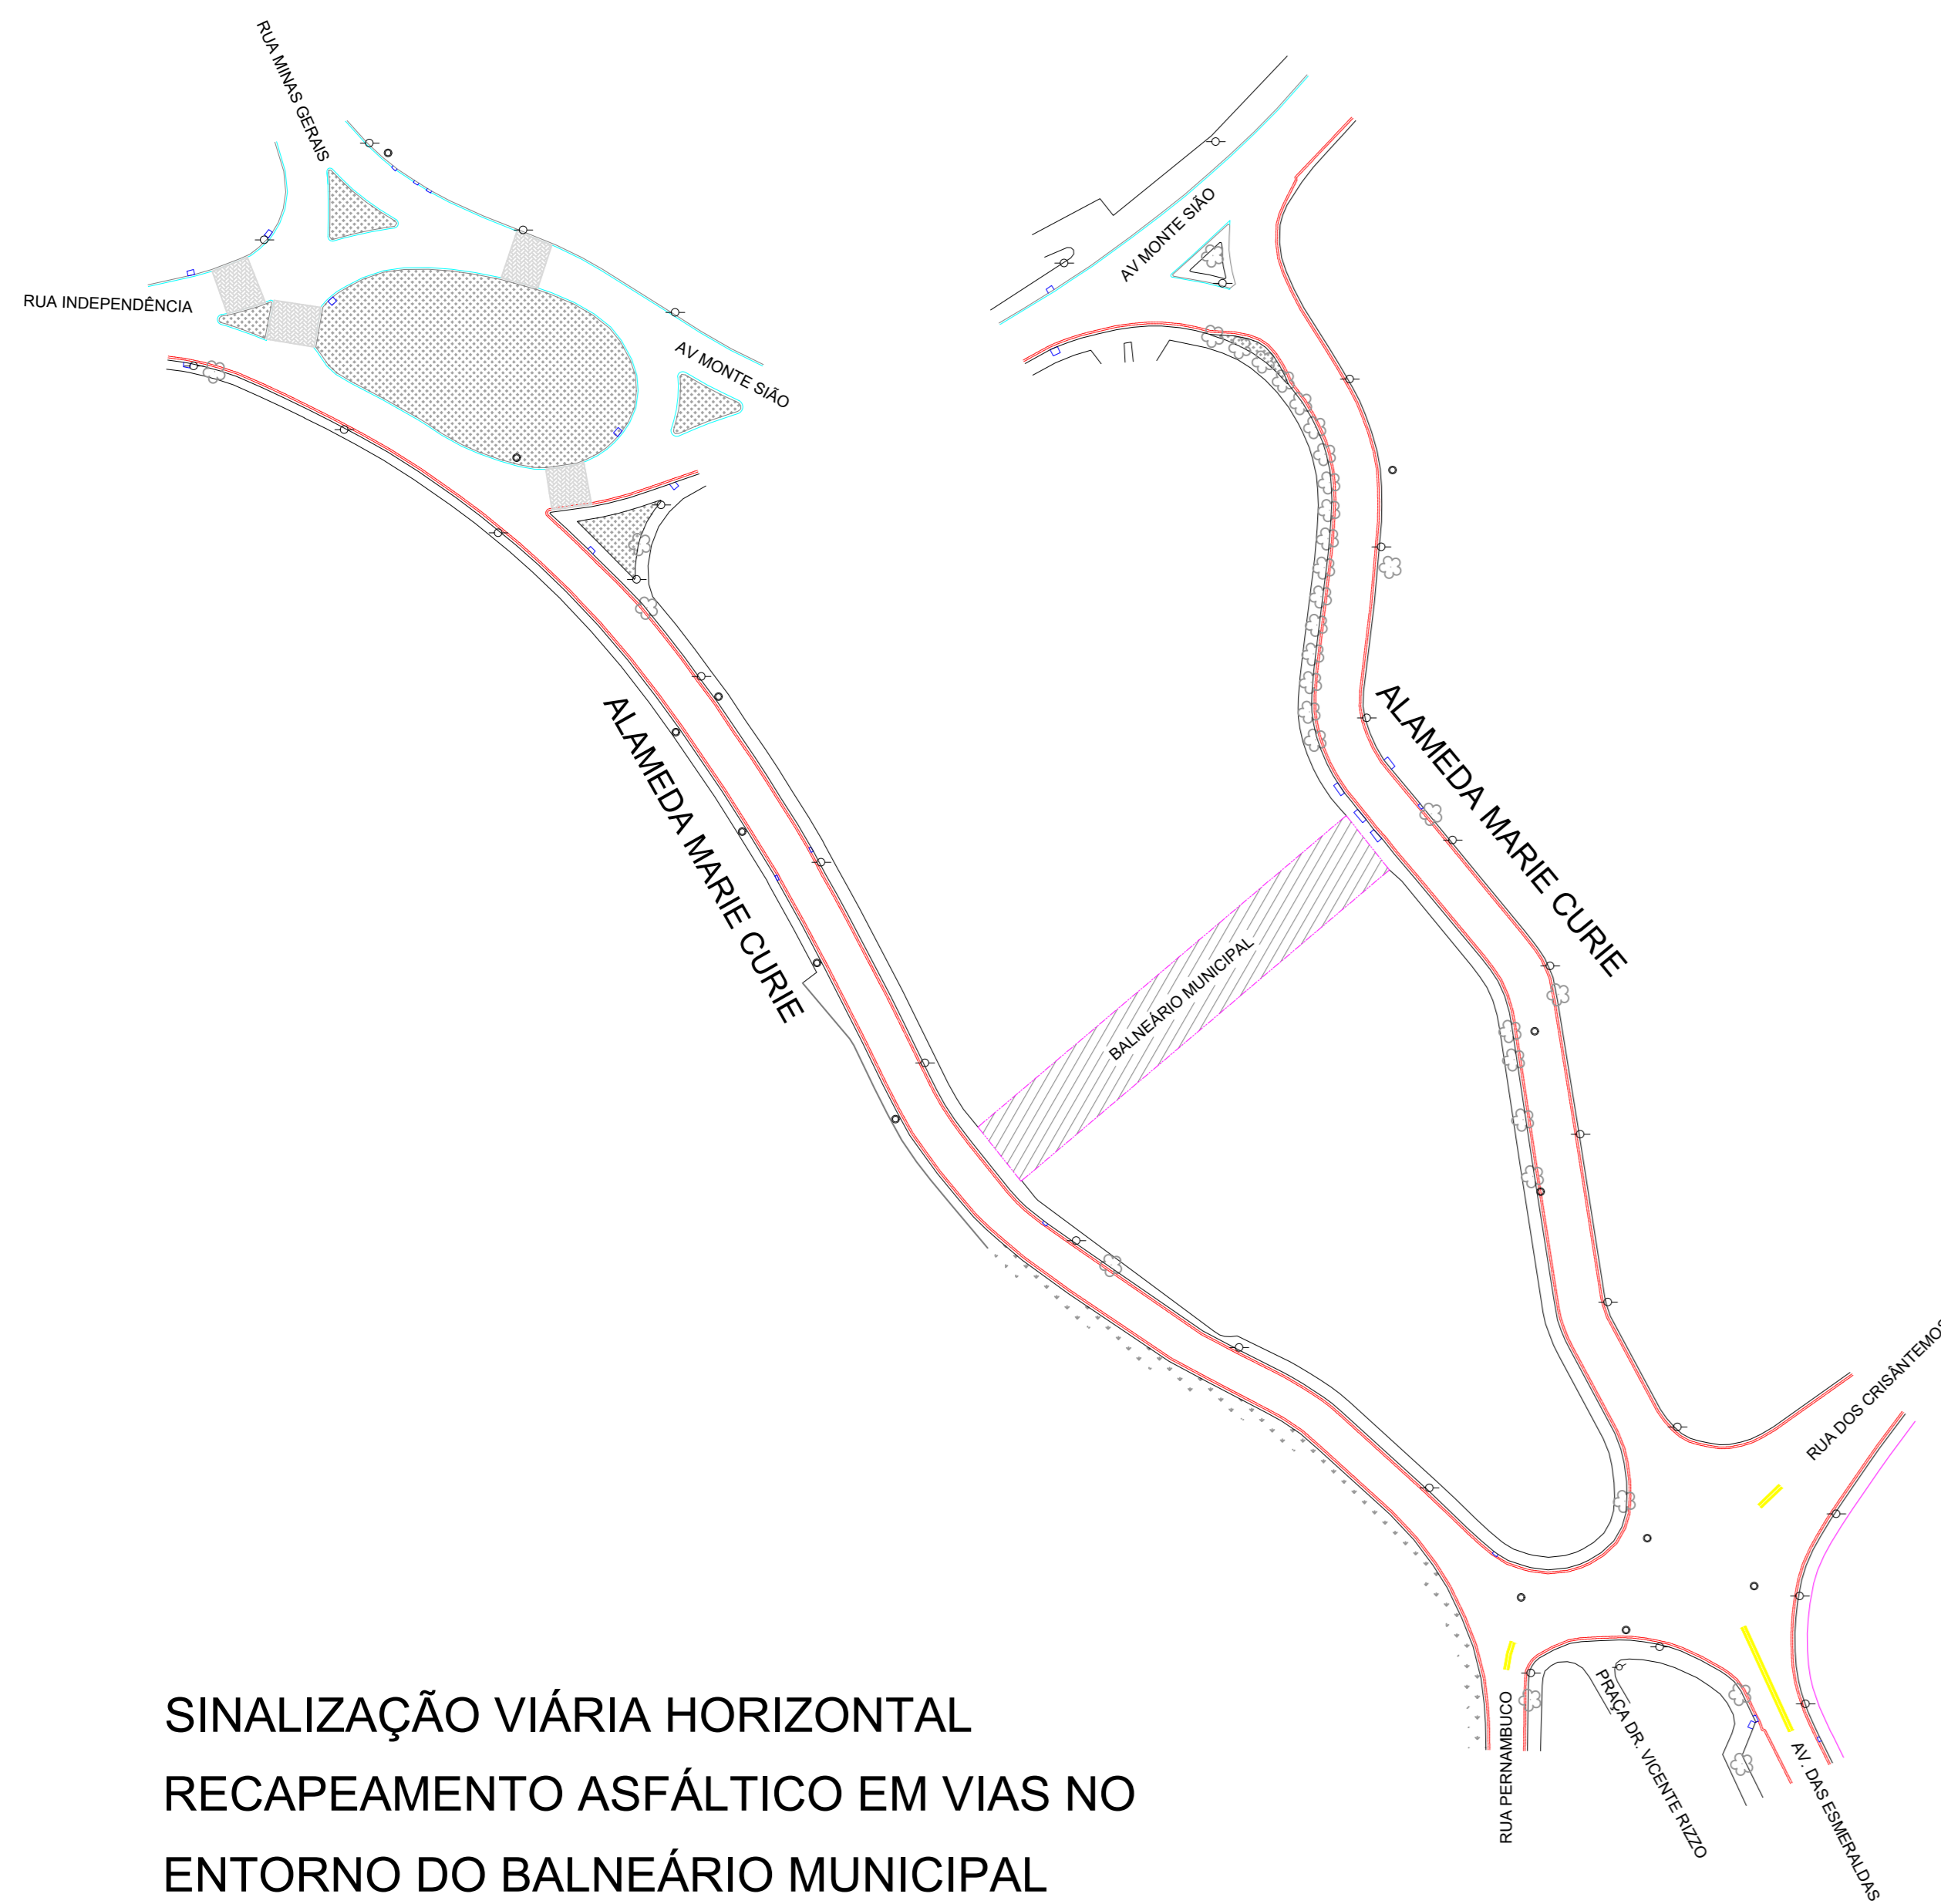 RUA MINAS GERAIS
RUA INDEPENDÊNCIA
AV MONTE SIÃO
AV MONTE SIÃO
ALAMEDA MARIE CURIE
ALAMEDA MARIE CURIE
BALNEÁRIO MUNICIPAL
RUA DOS CRISÂNTEMOS
RUA PERNAMBUCO
PRAÇA DR. VICENTE RIZZO
AV. DAS ESMERALDAS
SINALIZAÇÃO VIÁRIA HORIZONTAL
RECAPEAMENTO ASFÁLTICO EM VIAS NO
ENTORNO DO BALNEÁRIO MUNICIPAL